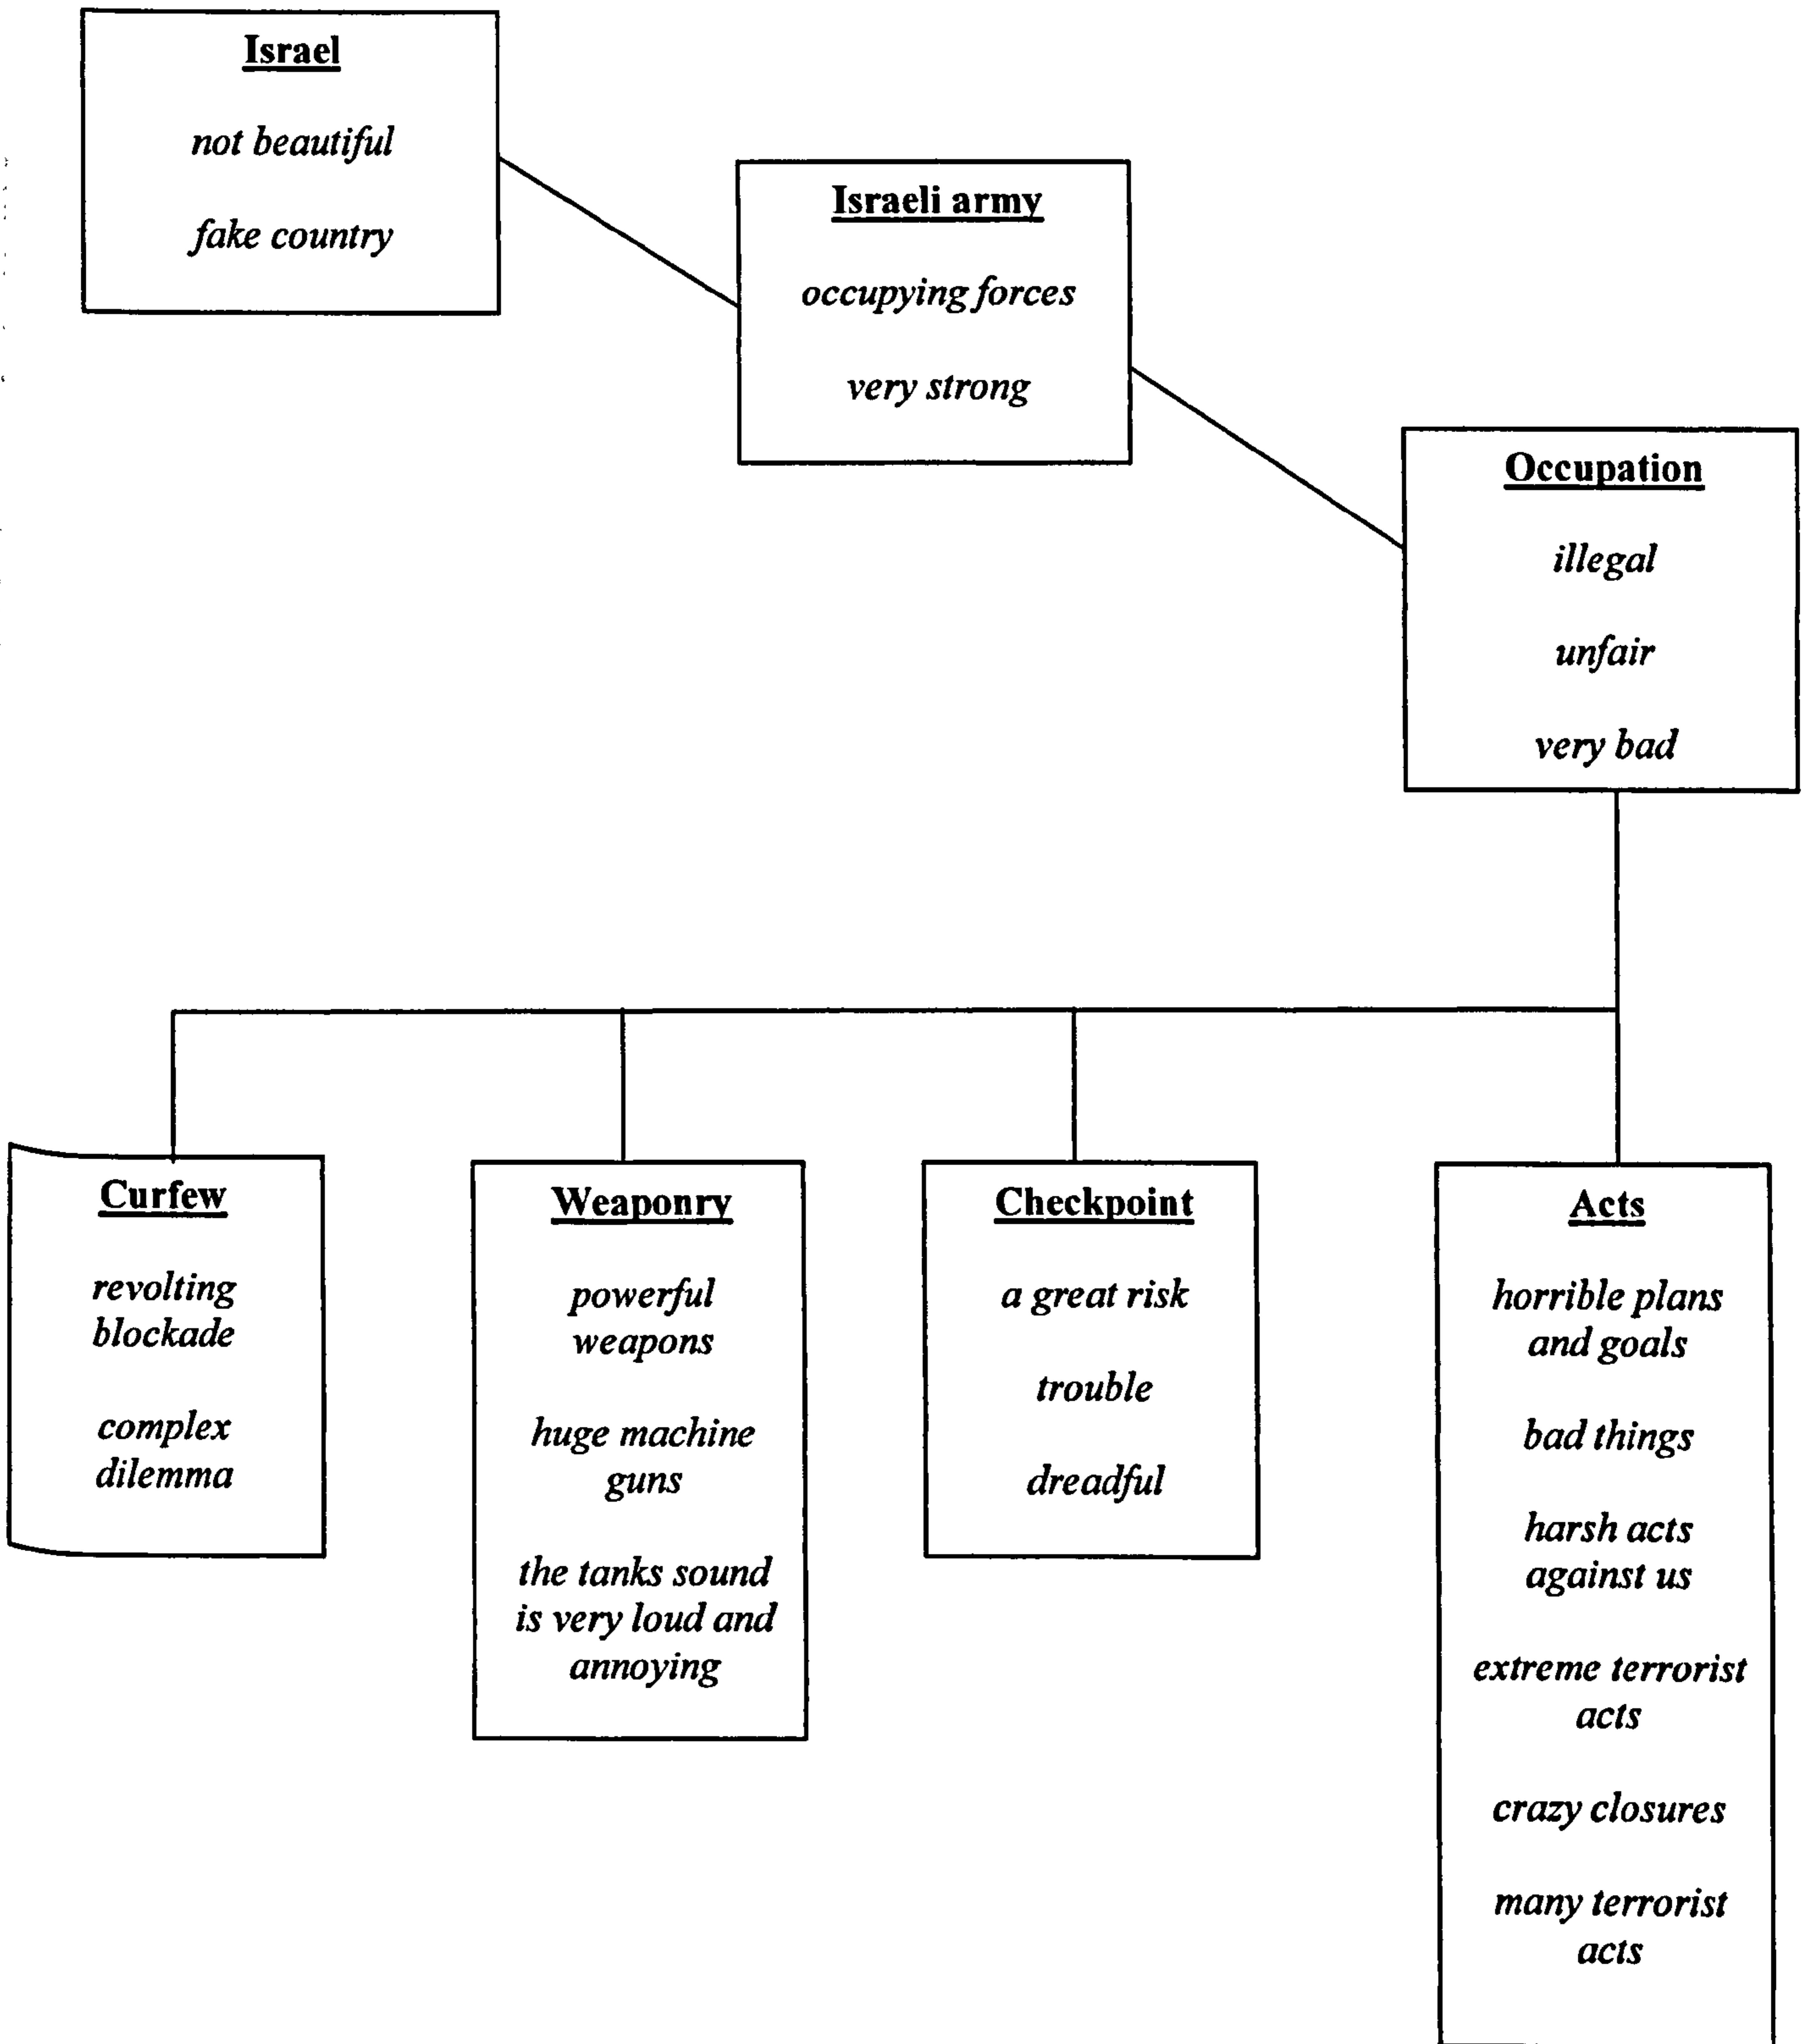 Israel
not beautiful
fake country
Israeli army
occupying forces
very strong
Occupation
illegal
unfair
very bad
Curfew
revolting
blockade
complex
dilemma
Weaponry
powerful
weapons
huge machine
guns
the tanks sound
is very loud and
annoying
Checkpoint
a great risk
trouble
dreadful
Acts
horrible plans
and goals
bad things
harsh acts
against us
extreme terrorist
acts
crazy closures
many terrorist
acts